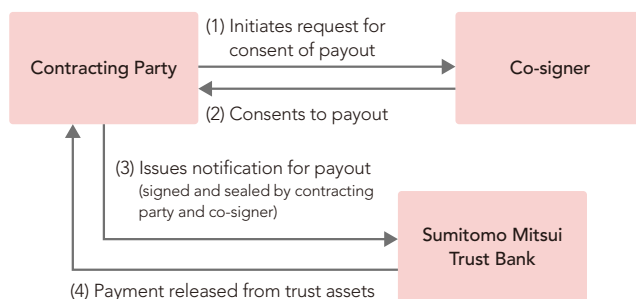 (1) Initiates request for
consent of payout
Contracting Party
Co-signer
(2) Consents to payout
(3) Issues notification for payout
(signed and sealed by contracting
party and co-signer)
Sumitomo Mitsui
Trust Bank
(4) Payment released from trust assets